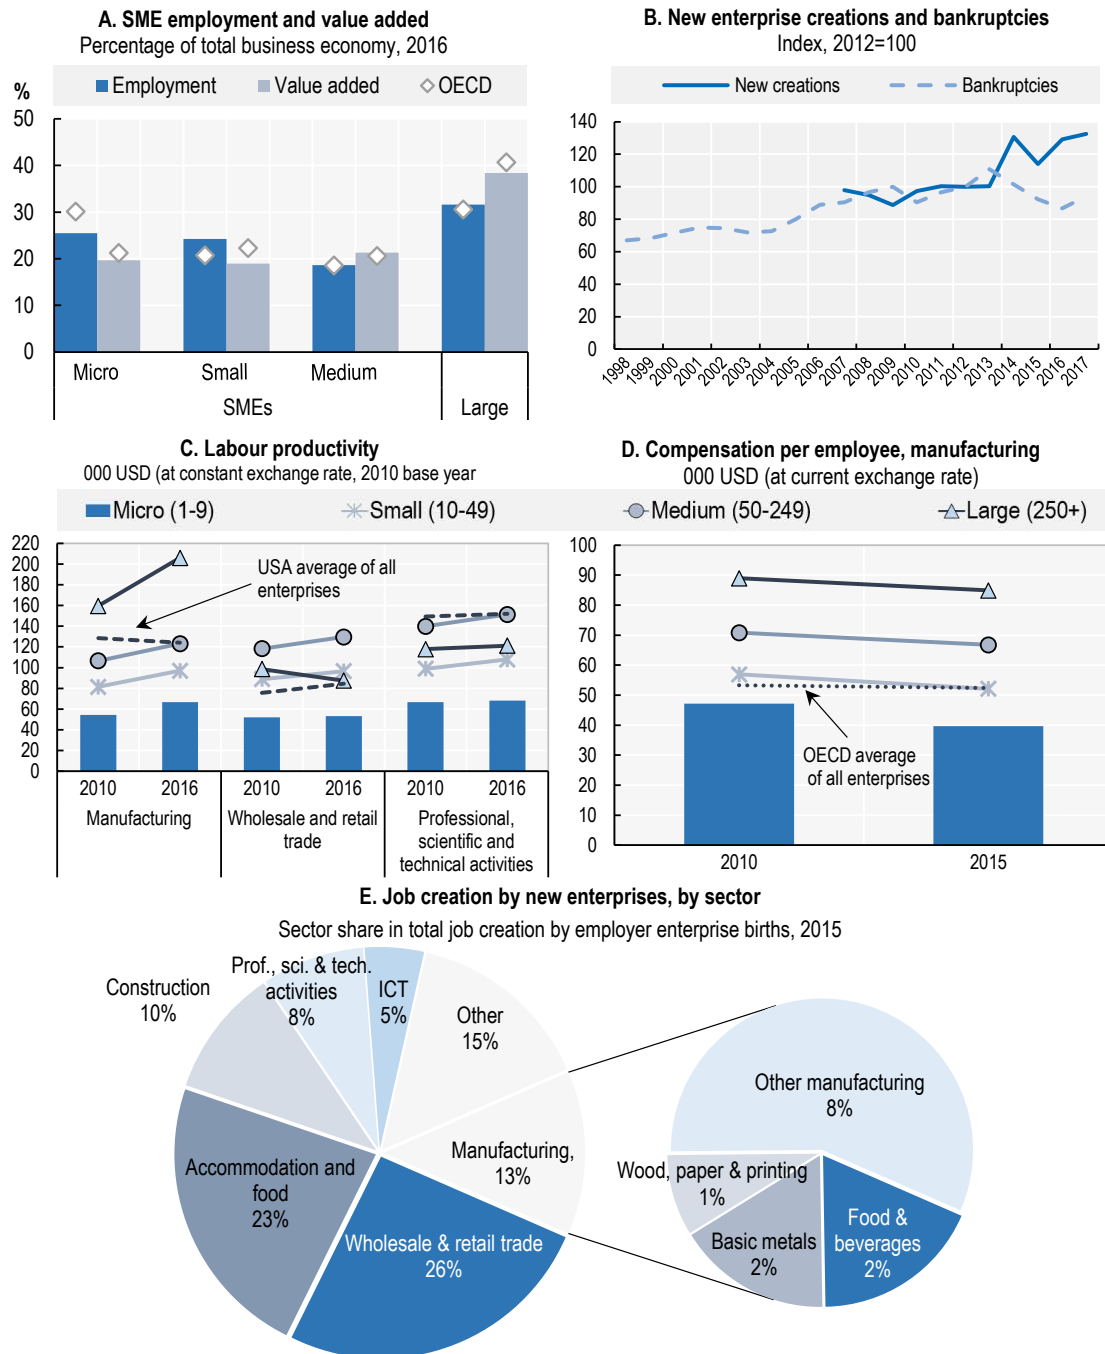 A. SME employment and value added
Percentage of total business economy, 2016
Employment
Value added
OECD
%
50
40
30
20
10
0
Micro
Small
Medium
SMEs
Large
B. New enterprise creations and bankruptcies
Index, 2012=100
New creations
Bankruptcies
140
120
100
80
60
40
20
0
1998
1999
2000
2001
2002
2003
2004
2005
2006
2007
2008
2009
2010
2011
2012
2013
2014
2015
2016
2017
C. Labour productivity
000 USD (at constant exchange rate, 2010 base year
D. Compensation per employee, manufacturing
000 USD (at current exchange rate)
Micro (1-9)
Small (10-49)
Medium (50-249)
Large (250+)
220
200
180
160
140
120
100
80
60
40
20
0
USA average of all
enterprises
2010
2016
2010
2016
2010
2016
Manufacturing
Wholesale and retail
trade
Professional,
scientific and
technical activities
100
90
80
70
60
50
40
30
20
10
0
OECD average
of all enterprises
2010
2015
E. Job creation by new enterprises, by sector
Sector share in total job creation by employer enterprise births, 2015
Construction
10%
Prof., sci. & tech.
activities
8%
ICT
5%
Other
15%
Manufacturing,
13%
Accommodation and
food
23%
Wholesale & retail trade
26%
Other manufacturing
8%
Wood, paper & printing
1%
Basic metals
2%
Food &
beverages
2%